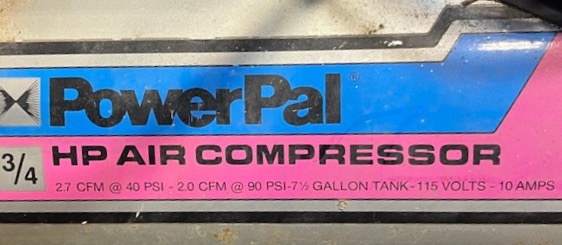 PowerPal®
3/4 HP AIR COMPRESSOR
2.7 CFM @ 40 PSI - 2.0 CFM @ 90 PSI-7½ GALLON TANK-115 VOLTS - 10 AMPS